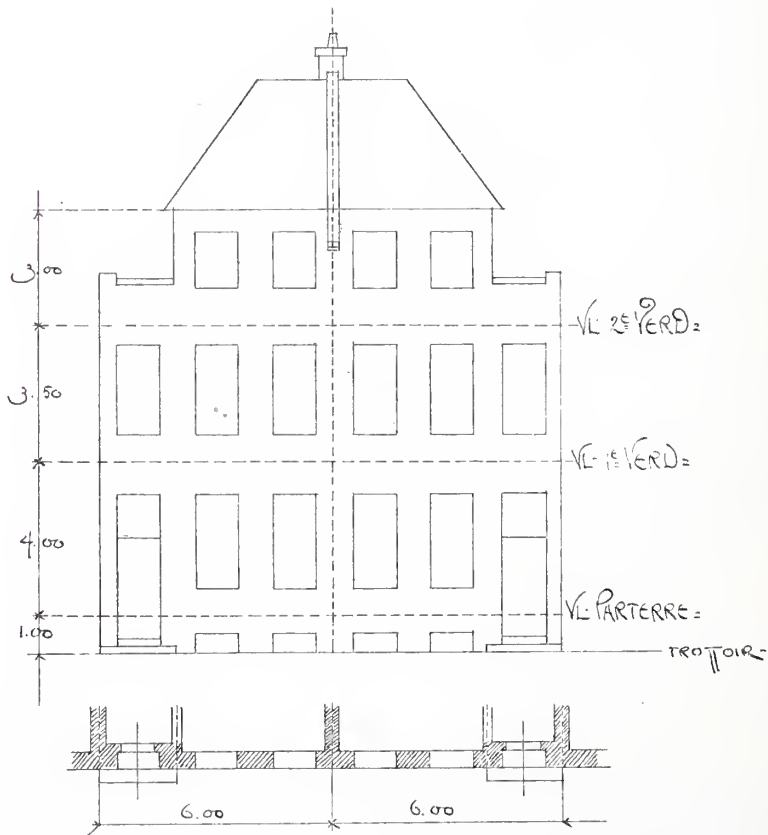 3.00
VL. 2E VERD=
3.50
VL. 1E VERD=
4.00
VL. PARTERRE=
1.00
TROTTOIR-
6.00 6.00